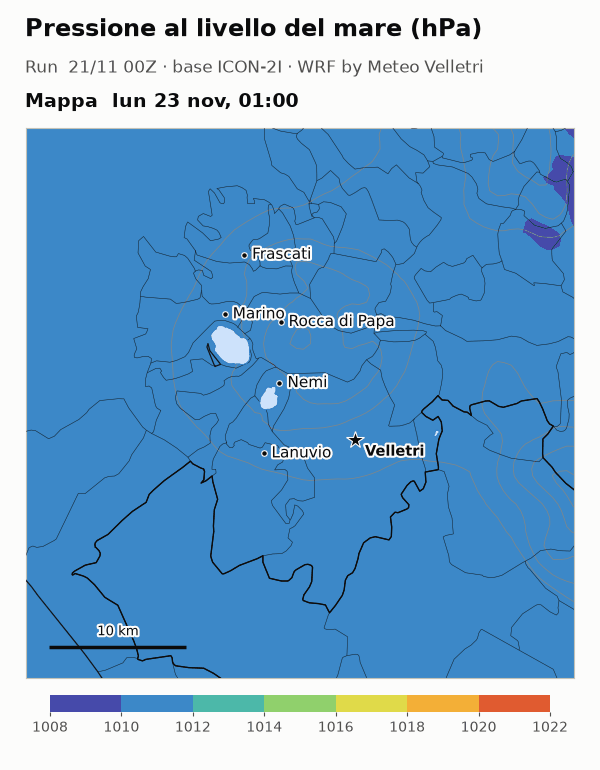 Pressione al livello del mare (hPa)
Run  21/11 00Z · base ICON-2I · WRF by Meteo Velletri
Mappa  lun 23 nov, 01:00
Frascati
Marino
Rocca di Papa
Nemi
Velletri
Lanuvio
10 km
1008 1010 1012 1014 1016 1018 1020 1022